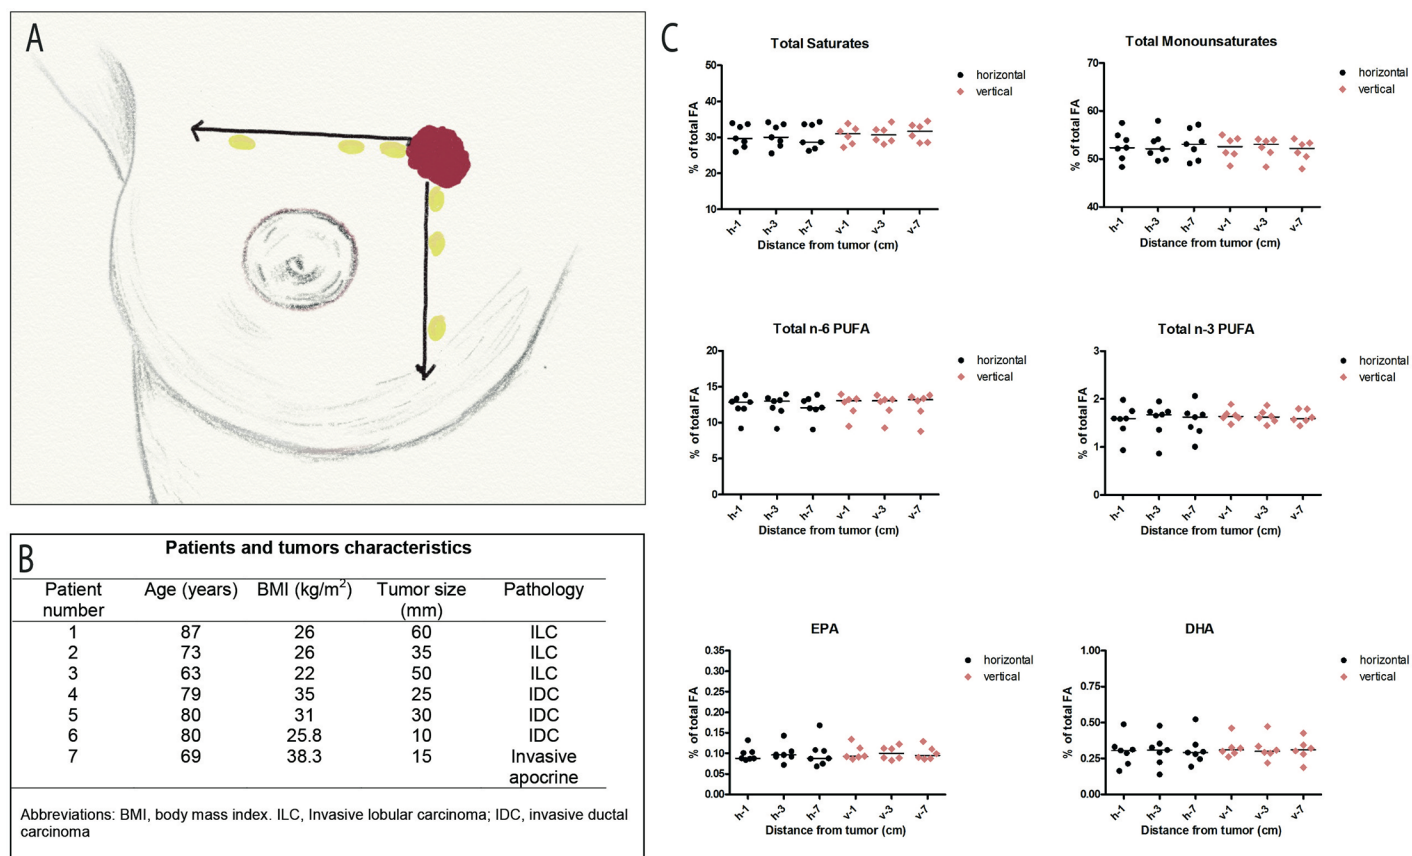 A
B
Patients and tumors characteristics
Patient number Age (years) BMI (kg/m²) Tumor size (mm) Pathology
1 87 26 60 ILC
2 73 26 35 ILC
3 63 22 50 ILC
4 79 35 25 IDC
5 80 31 30 IDC
6 80 25.8 10 IDC
7 69 38.3 15 Invasive apocrine
Abbreviations: BMI, body mass index. ILC, Invasive lobular carcinoma; IDC, invasive ductal
carcinoma
C
Total Saturates
% of total FA
50
40
30
20
10
h-1 h-3 h-7 v-1 v-3 v-7
Distance from tumor (cm)
horizontal
vertical
Total Monounsaturates
% of total FA
70
60
50
40
h-1 h-3 h-7 v-1 v-3 v-7
Distance from tumor (cm)
horizontal
vertical
Total n-6 PUFA
% of total FA
20
15
10
5
0
h-1 h-3 h-7 v-1 v-3 v-7
Distance from tumor (cm)
horizontal
vertical
Total n-3 PUFA
% of total FA
3
2
1
0
h-1 h-3 h-7 v-1 v-3 v-7
Distance from tumor (cm)
horizontal
vertical
EPA
% of total FA
0.35
0.30
0.25
0.20
0.15
0.10
0.05
0.00
h-1 h-3 h-7 v-1 v-3 v-7
Distance from tumor (cm)
horizontal
vertical
DHA
% of total FA
1.00
0.75
0.50
0.25
0.00
h-1 h-3 h-7 v-1 v-3 v-7
Distance from tumor (cm)
horizontal
vertical